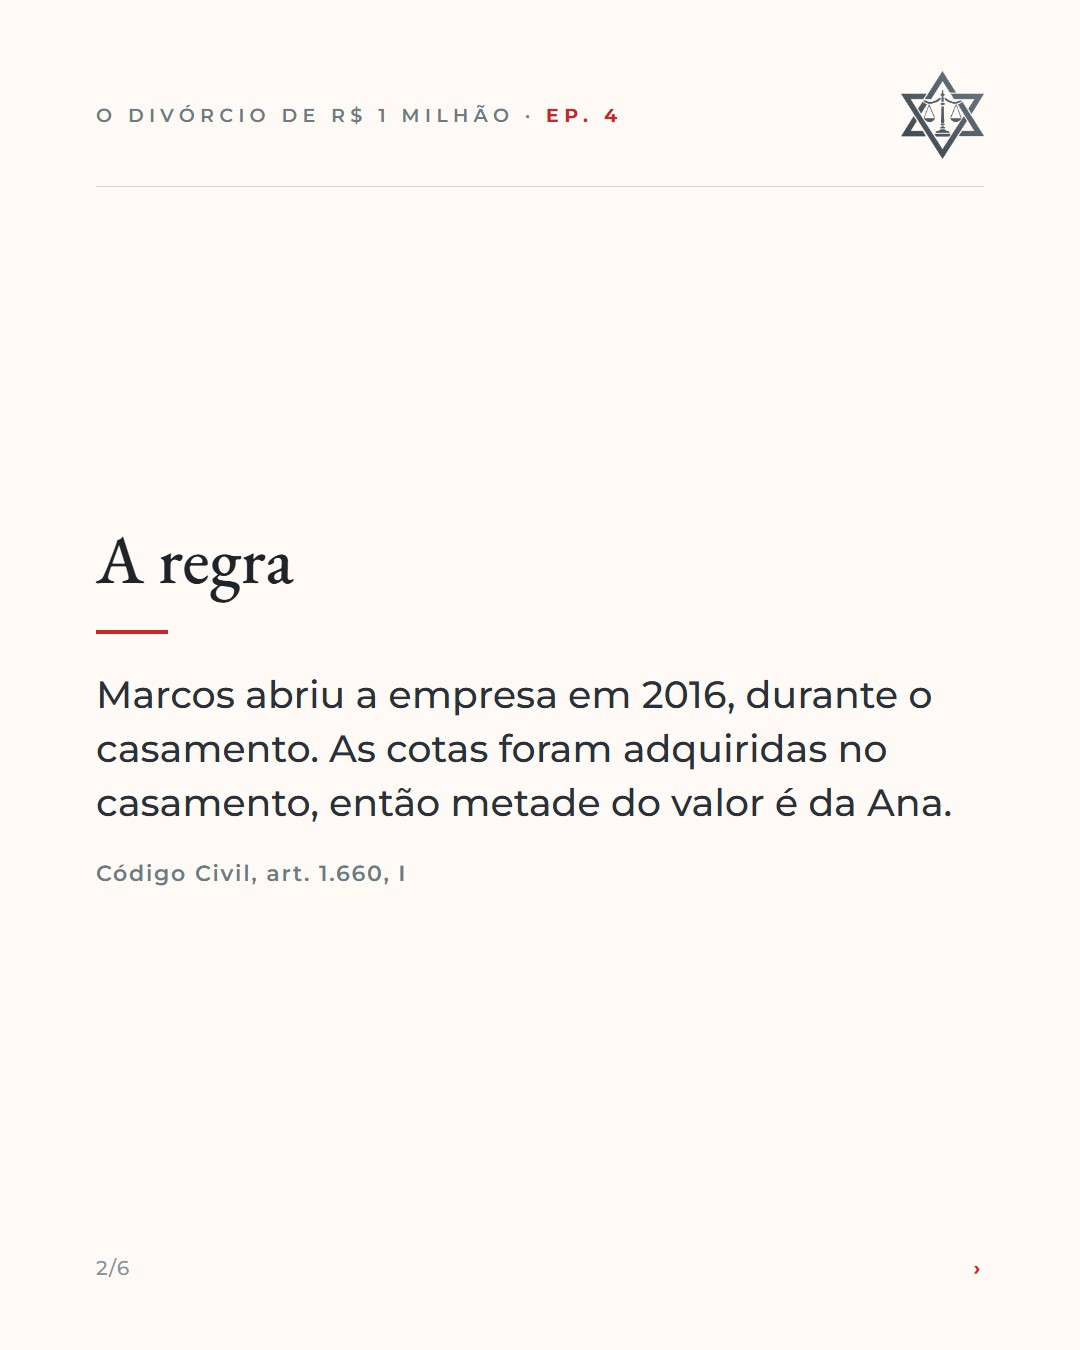 O DIVÓRCIO DE R$ 1 MILHÃO · EP. 4
A regra
Marcos abriu a empresa em 2016, durante o
casamento. As cotas foram adquiridas no
casamento, então metade do valor é da Ana.
Código Civil, art. 1.660, I
2/6
›